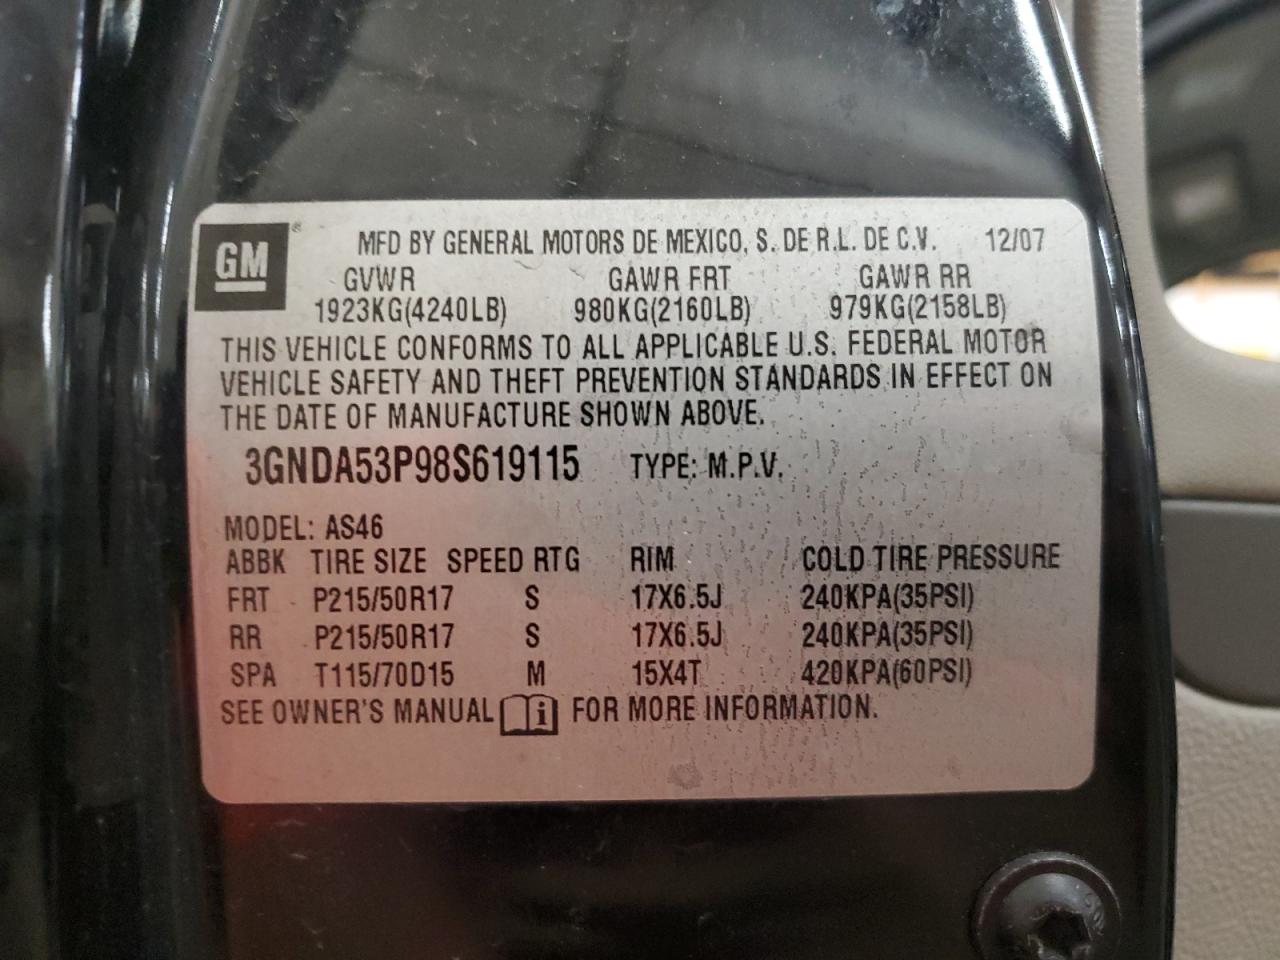 GM ® MFD BY GENERAL MOTORS DE MEXICO, S. DE R.L. DE C.V. 12/07
GVWR GAWR FRT GAWR RR
1923KG(4240LB) 980KG(2160LB) 979KG(2158LB)
THIS VEHICLE CONFORMS TO ALL APPLICABLE U.S. FEDERAL MOTOR
VEHICLE SAFETY AND THEFT PREVENTION STANDARDS IN EFFECT ON
THE DATE OF MANUFACTURE SHOWN ABOVE.
3GNDA53P98S619115 TYPE: M.P.V.
MODEL: AS46
ABBK TIRE SIZE SPEED RTG RIM COLD TIRE PRESSURE
FRT P215/50R17 S 17X6.5J 240KPA(35PSI)
RR P215/50R17 S 17X6.5J 240KPA(35PSI)
SPA T115/70D15 M 15X4T 420KPA(60PSI)
SEE OWNER'S MANUAL i FOR MORE INFORMATION.